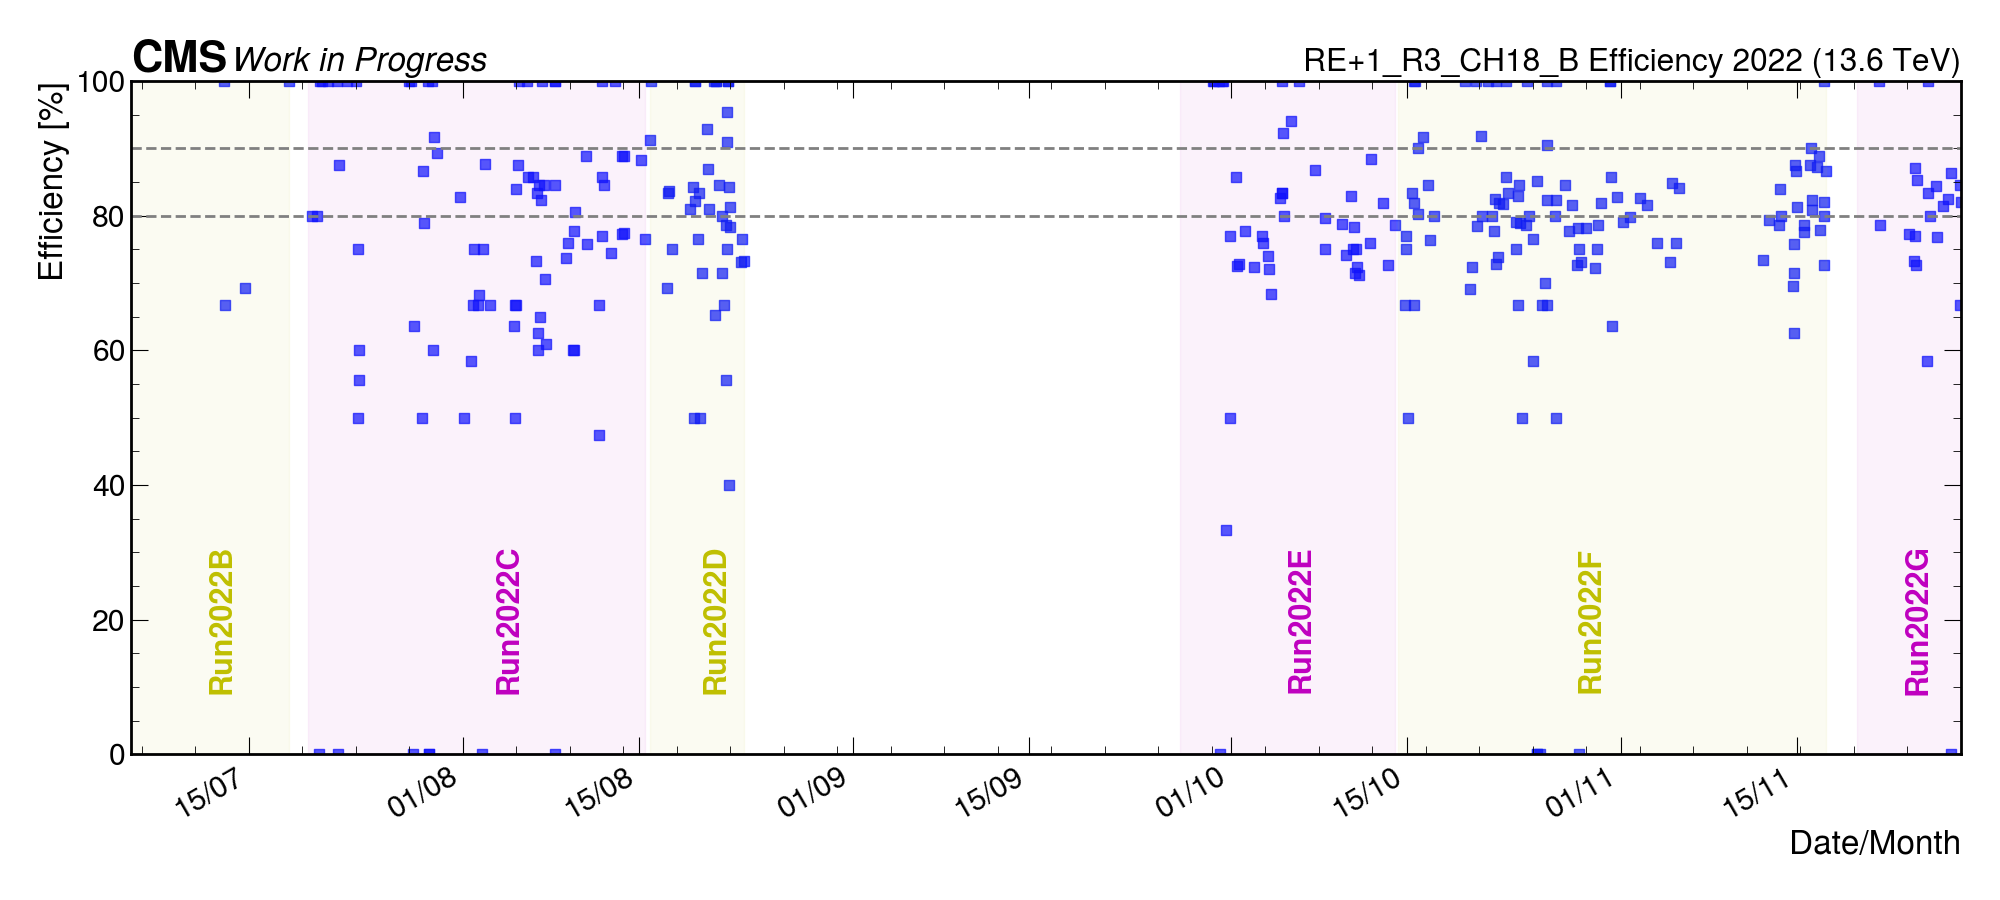 CMS Work in Progress
RE+1_R3_CH18_B Efficiency 2022 (13.6 TeV)
Efficiency [%]
100
80
60
40
20
0
Run2022B
Run2022C
Run2022D
Run2022E
Run2022F
Run2022G
15/07
01/08
15/08
01/09
15/09
01/10
15/10
01/11
15/11
Date/Month